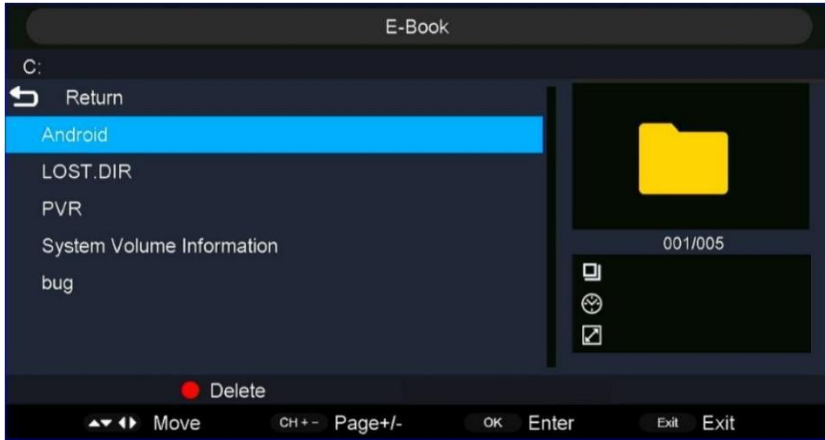 E-Book
C:
Return
Android
LOST.DIR
PVR
System Volume Information
bug
001/005
Delete
Move CH + - Page+/- OK Enter Exit Exit